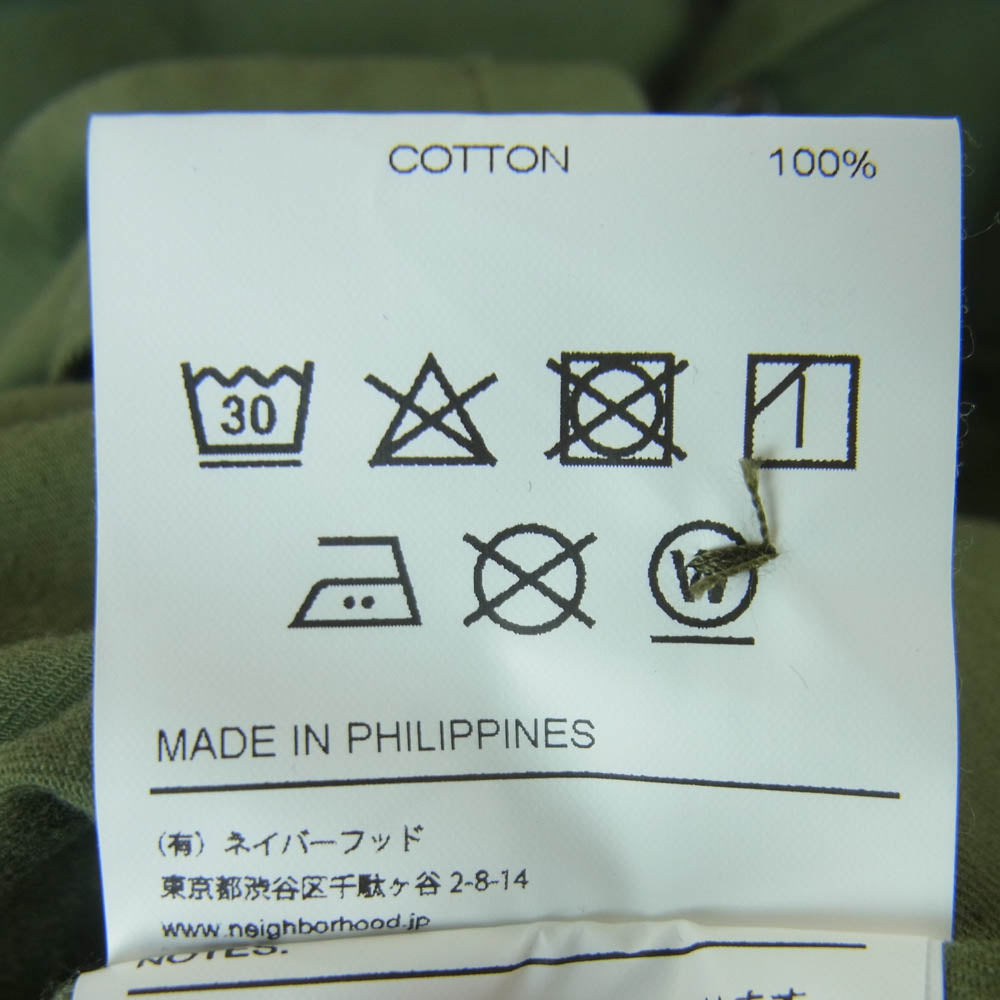 COTTON 100%
30
W
MADE IN PHILIPPINES
(有) ネイバーフッド
東京都渋谷区千駄ヶ谷 2-8-14
www.neighborhood.jp
NOTES: